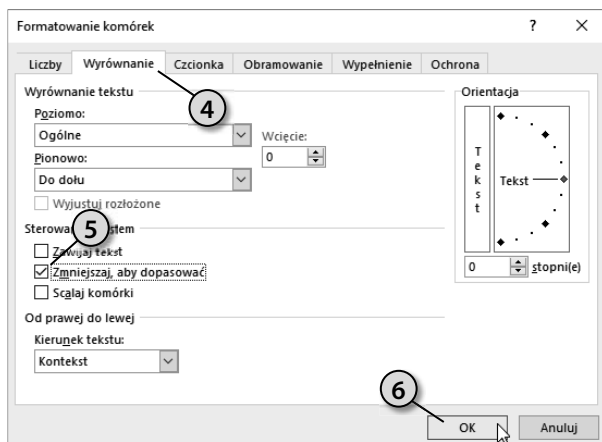 Formatowanie komórek ? X
Liczby Wyrównanie Czcionka Obramowanie Wypełnienie Ochrona
Wyrównanie tekstu
Poziomo:
Ogólne
Wcięcie:
0
Pionowo:
Do dołu
Wyjustuj rozłożone
4
Orientacja
Tekst
Tekst
0 stopni(e)
5
Zawijaj tekst
Zmniejszaj, aby dopasować
Scalaj komórki
Od prawej do lewej
Kierunek tekstu:
Kontekst
6
OK Anuluj